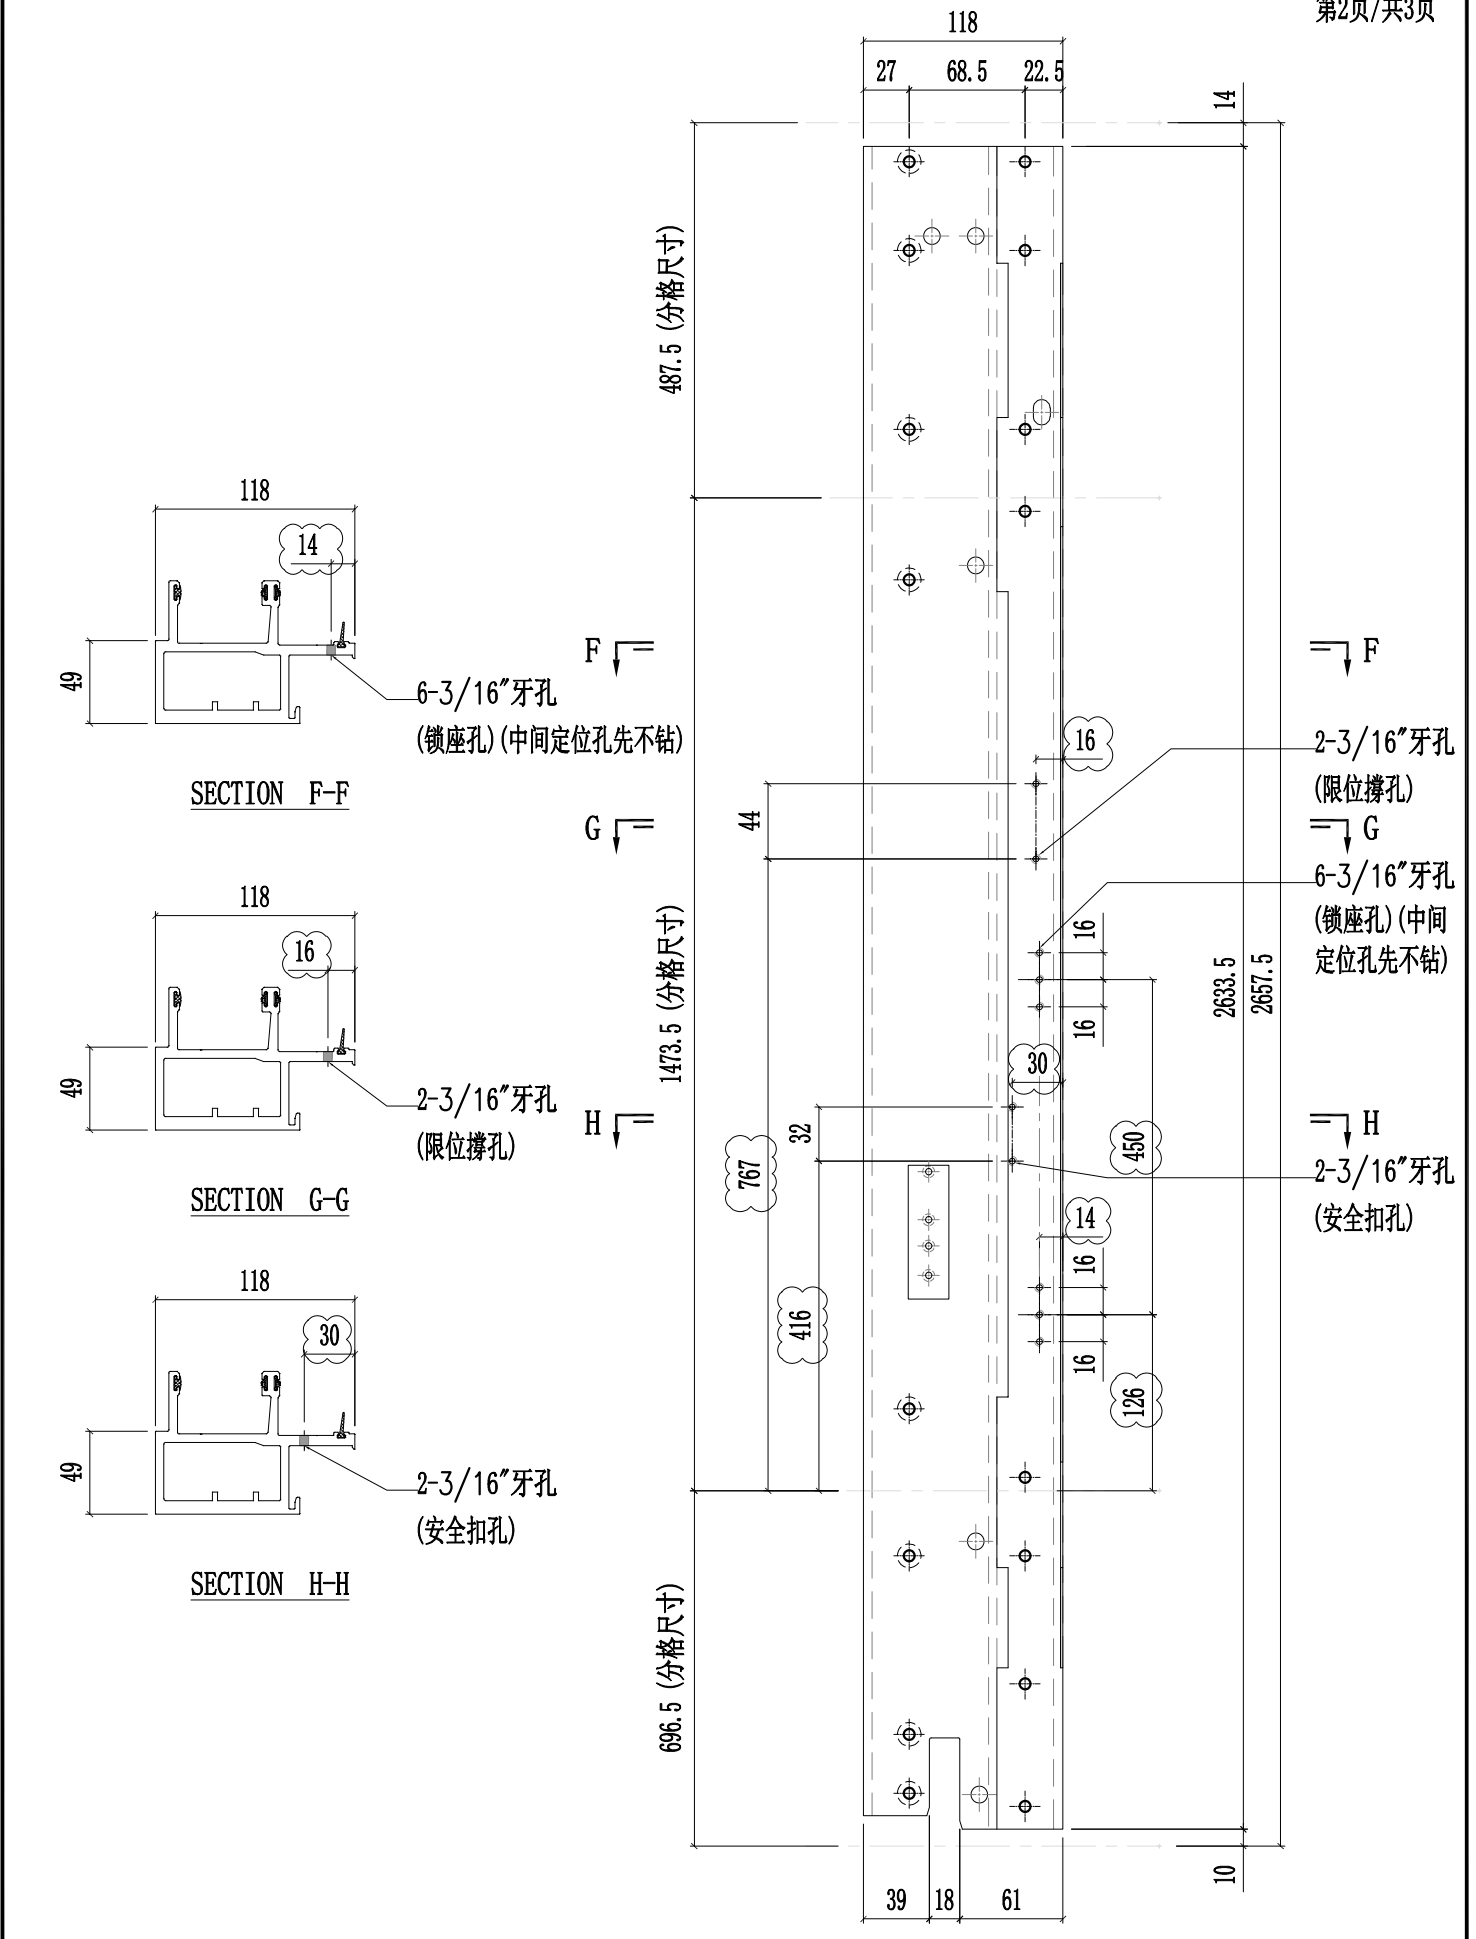 第2页/共3页
118
27
68.5
22.5
14
487.5 (分格尺寸)
118
14
49
6-3/16"牙孔
(锁座孔)(中间定位孔先不钻)
SECTION F-F
F
F
16
2-3/16"牙孔
(限位撑孔)
44
G
G
6-3/16"牙孔
(锁座孔)(中间
定位孔先不钻)
118
16
49
2-3/16"牙孔
(限位撑孔)
SECTION G-G
1473.5 (分格尺寸)
16
16
2633.5
2657.5
30
32
H
H
767
450
2-3/16"牙孔
(安全扣孔)
14
16
416
16
126
118
30
49
2-3/16"牙孔
(安全扣孔)
SECTION H-H
696.5 (分格尺寸)
10
39
18
61